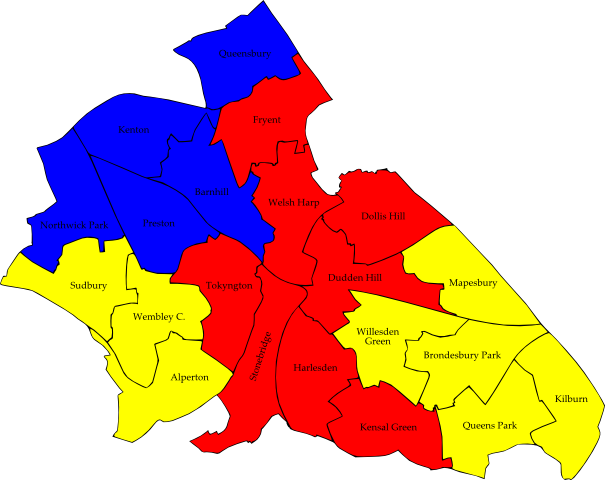 Queensbury
Fryent
Kenton
Barnhill
Welsh Harp
Dollis Hill
Northwick Park
Preston
Dudden Hill
Mapesbury
Sudbury
Tokyngton
Wembley C.
Willesden
Green
Brondesbury Park
Stonebridge
Harlesden
Alperton
Kilburn
Kensal Green
Queens Park